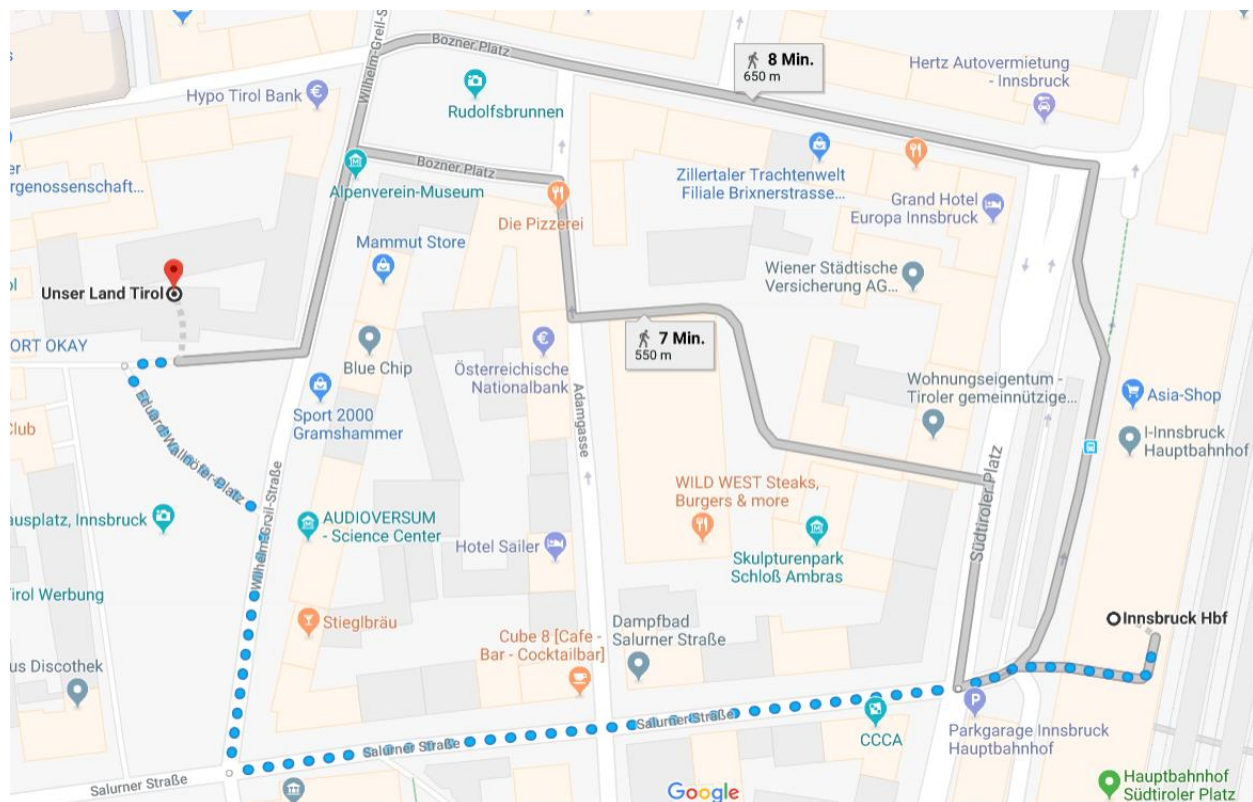 Bozner Platz
8 Min.
650 m
Wilhelm-Greil-S
Hertz Autovermietung
- Innsbruck
Hypo Tirol Bank
Rudolfsbrunnen
Bozner Platz
er
ergenossenschaft...
Alpenverein-Museum
Zillertaler Trachtenwelt
Filiale Brixnerstrasse...
Die Pizzerei
Grand Hotel
Europa Innsbruck
Mammut Store
Wiener Städtische
Versicherung AG...
Unser Land Tirol
ol
7 Min.
550 m
ORT OKAY
Blue Chip
Österreichische
Nationalbank
Wohnungseigentum -
Tiroler gemeinnützige...
Asia-Shop
Eduard-Wallnöfer-Platz
Sport 2000
Gramshammer
Adamgasse
I-Innsbruck
Hauptbahnhof
Club
Südtiroler Platz
WILD WEST Steaks,
Burgers & more
ausplatz, Innsbruck
AUDIOVERSUM
- Science Center
Wilhelm-Greil-Straße
Hotel Sailer
Skulpturenpark
Schloß Ambras
irol Werbung
Stieglbräu
Dampfbad
Salurner Straße
Innsbruck Hbf
Cube 8 [Cafe -
Bar - Cocktailbar]
us Discothek
P
Salurner Straße
CCCA
Parkgarage Innsbruck
Hauptbahnhof
Salurner Straße
Salurner Straße
Google
Hauptbahnhof
Südtiroler Platz